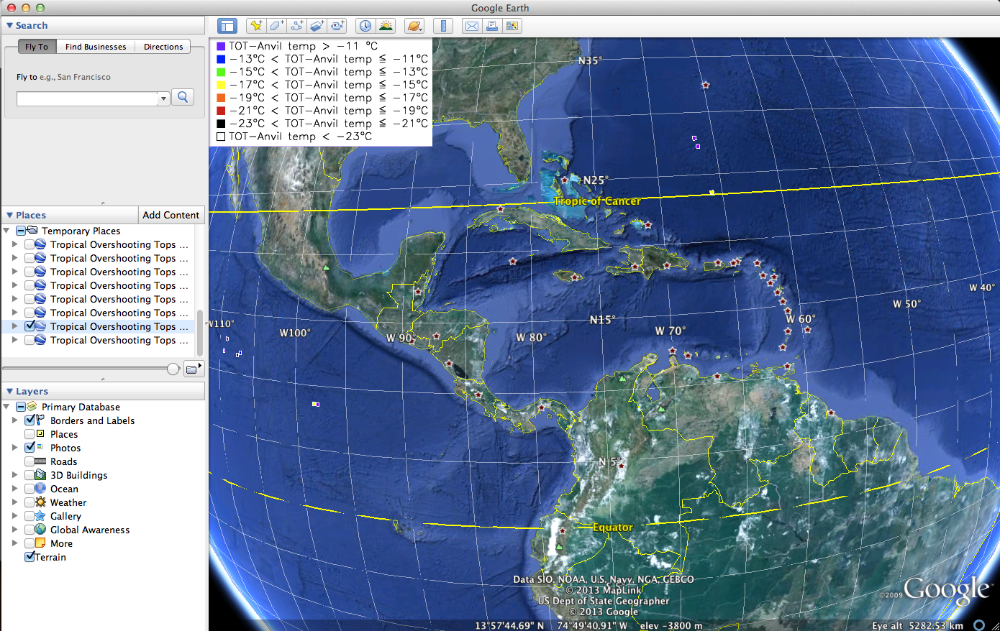 Google Earth
Search
Fly To Find Businesses Directions
Fly to e.g., San Francisco
Places Add Content
Temporary Places
Tropical Overshooting Tops ...
Tropical Overshooting Tops ...
Tropical Overshooting Tops ...
Tropical Overshooting Tops ...
Tropical Overshooting Tops ...
Tropical Overshooting Tops ...
Tropical Overshooting Tops ...
Tropical Overshooting Tops ...
Layers
Primary Database
Borders and Labels
Places
Photos
Roads
3D Buildings
Ocean
Weather
Gallery
Global Awareness
More
Terrain
TOT-Anvil temp > -11 °C
-13°C < TOT-Anvil temp ≦ -11°C
-15°C < TOT-Anvil temp ≦ -13°C
-17°C < TOT-Anvil temp ≦ -15°C
-19°C < TOT-Anvil temp ≦ -17°C
-21°C < TOT-Anvil temp ≦ -19°C
-23°C < TOT-Anvil temp ≦ -21°C
TOT-Anvil temp < -23°C
N35°
N25°
Tropic of Cancer
W 40°
W 50°
W 60°
N15°
W110°
W100°
W 90°
W 80°
W 70°
N 5°
Equator
Data SIO, NOAA, U.S. Navy, NGA, GEBCO
© 2013 MapLink
US Dept of State Geographer
© 2013 Google
©2009 Google™
13°57'44.69" N 74°49'40.91" W elev -3800 m Eye alt 5282.53 km